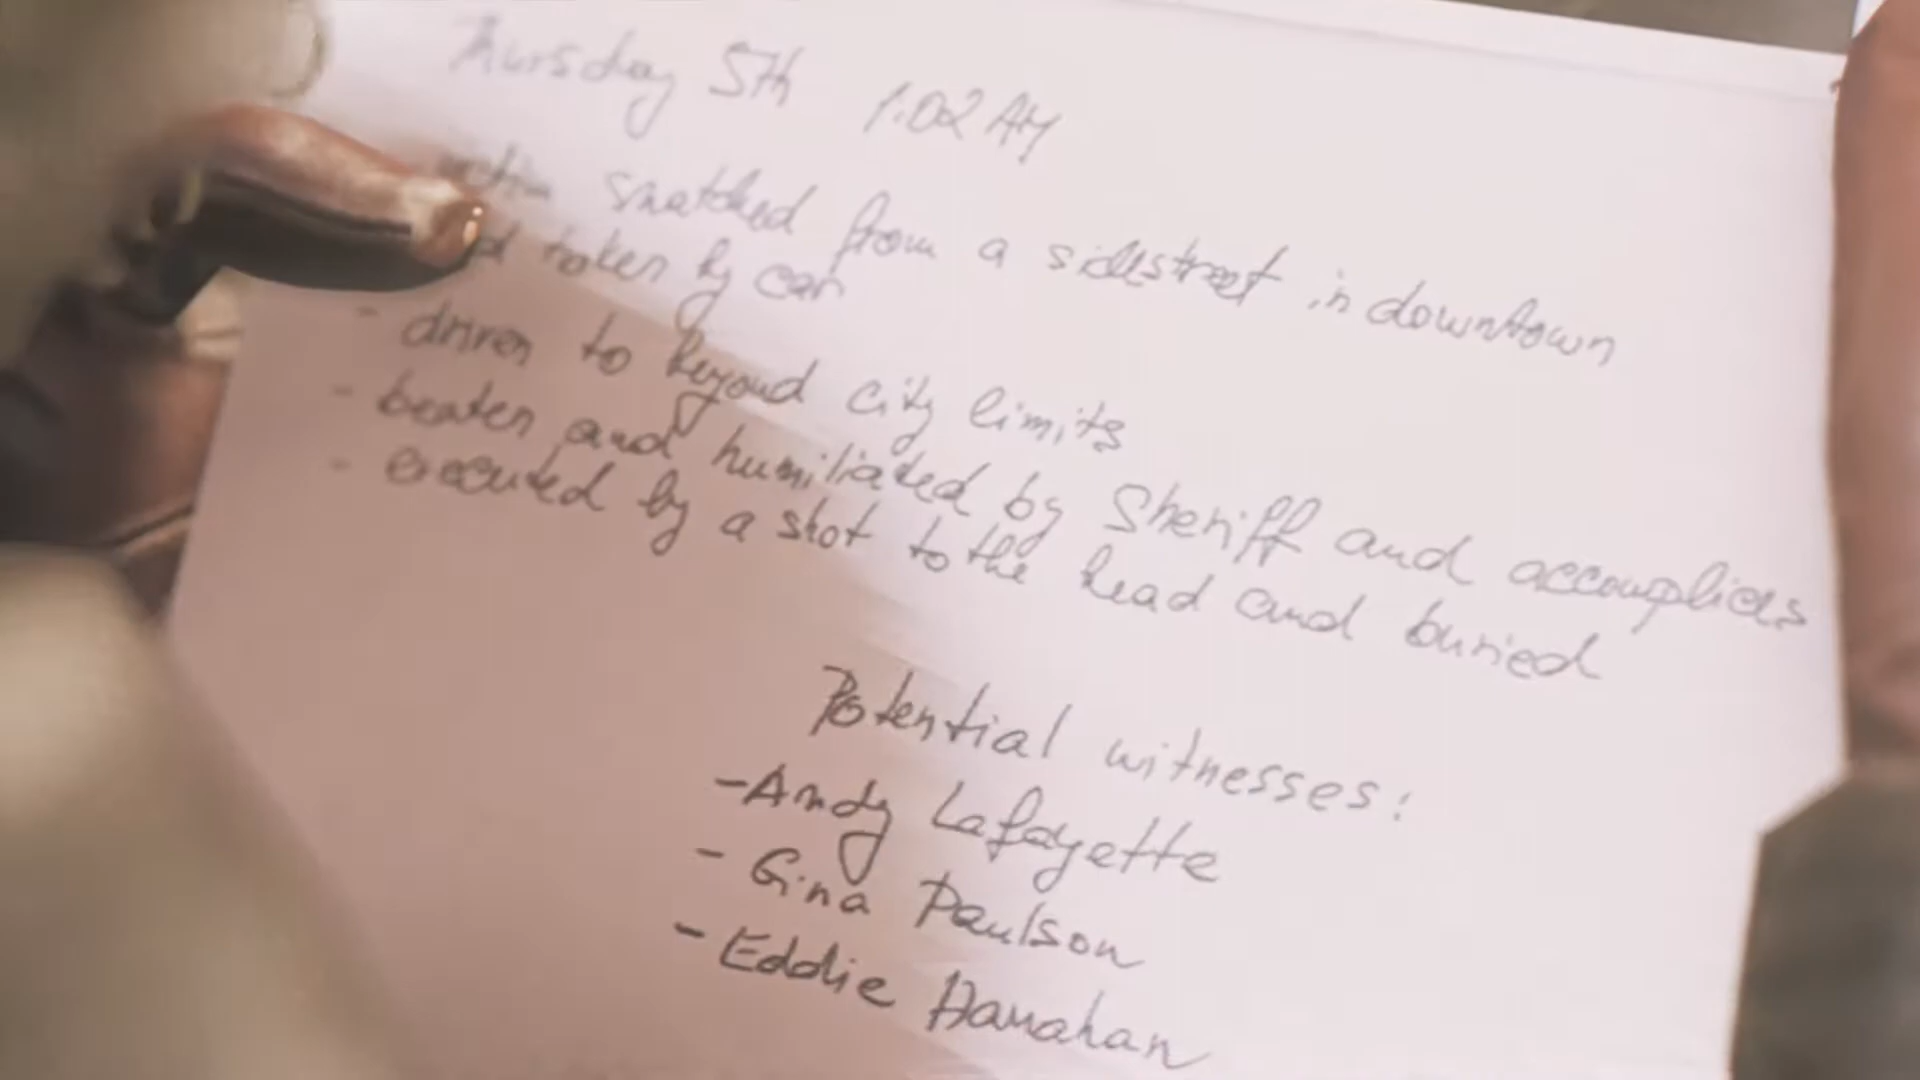 Thursday 5th 1.02 AM
snatched from a sidestreet in downtown
taken by car
- driven to beyond city limits
- beaten and humiliated by Sheriff and accomplices
- executed by a shot to the head and buried
Potential witnesses:
- Andy Lafayette
- Gina Paulson
- Eddie Hanahan